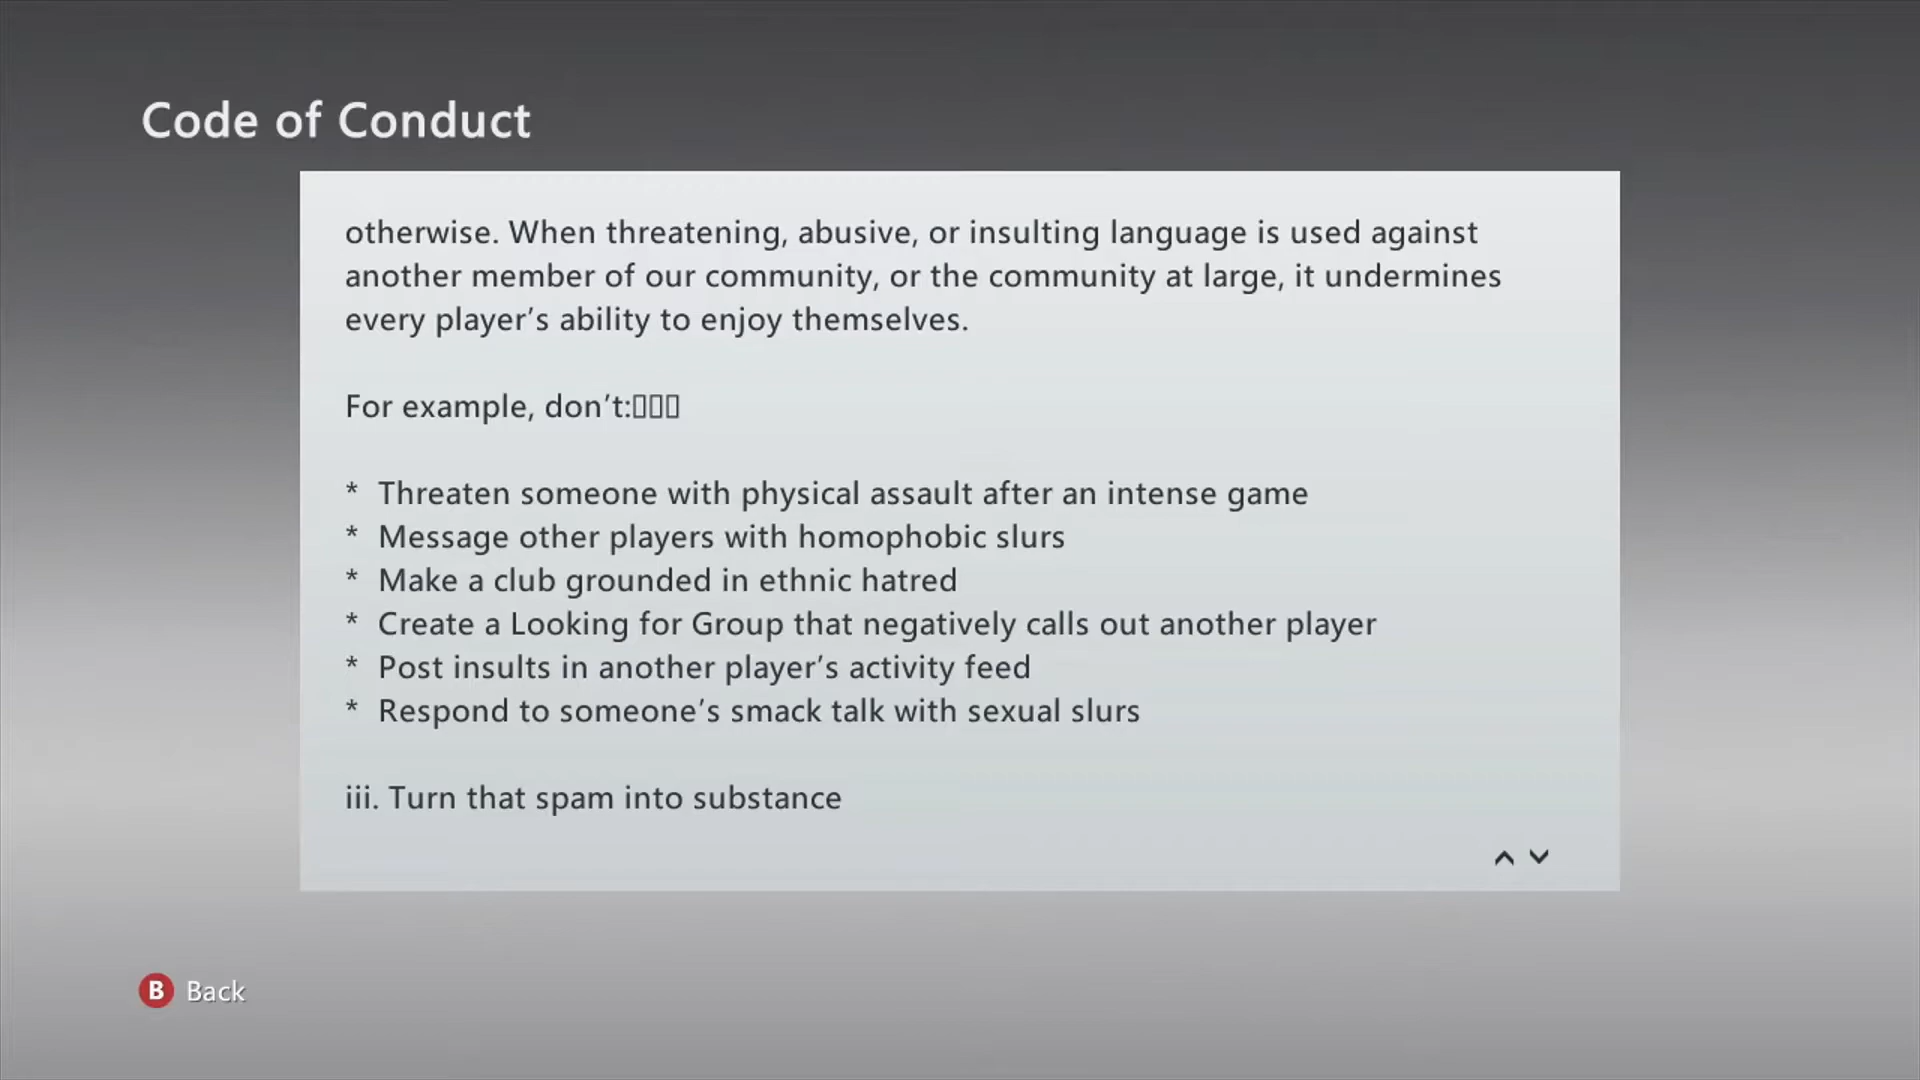 Code of Conduct
otherwise. When threatening, abusive, or insulting language is used against
another member of our community, or the community at large, it undermines
every player’s ability to enjoy themselves.
For example, don’t:▯▯▯
* Threaten someone with physical assault after an intense game
* Message other players with homophobic slurs
* Make a club grounded in ethnic hatred
* Create a Looking for Group that negatively calls out another player
* Post insults in another player’s activity feed
* Respond to someone’s smack talk with sexual slurs
iii. Turn that spam into substance
B Back